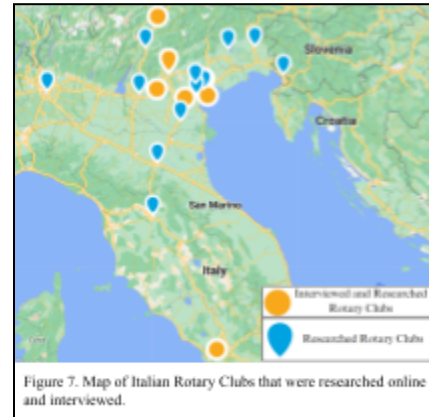 Slovenia
Croatia
San Marino
Italy
Interviewed and Researched
Rotary Clubs
Researched Rotary Clubs
Figure 7. Map of Italian Rotary Clubs that were researched online
and interviewed.